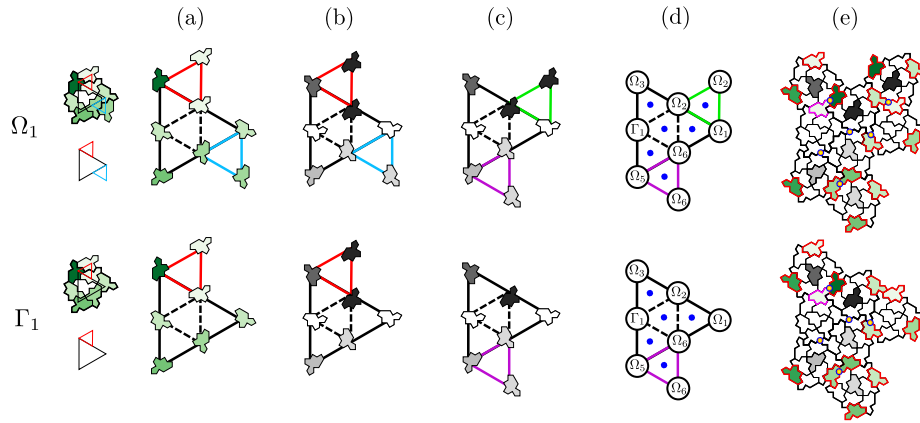 (a) (b) (c) (d) (e)
Ω₁
Ω₃ Ω₂
Ω₂
Γ₁ Ω₁
Ω₆
Ω₅
Ω₆
Γ₁
Ω₃
Ω₂
Γ₁ Ω₁
Ω₆
Ω₅
Ω₆